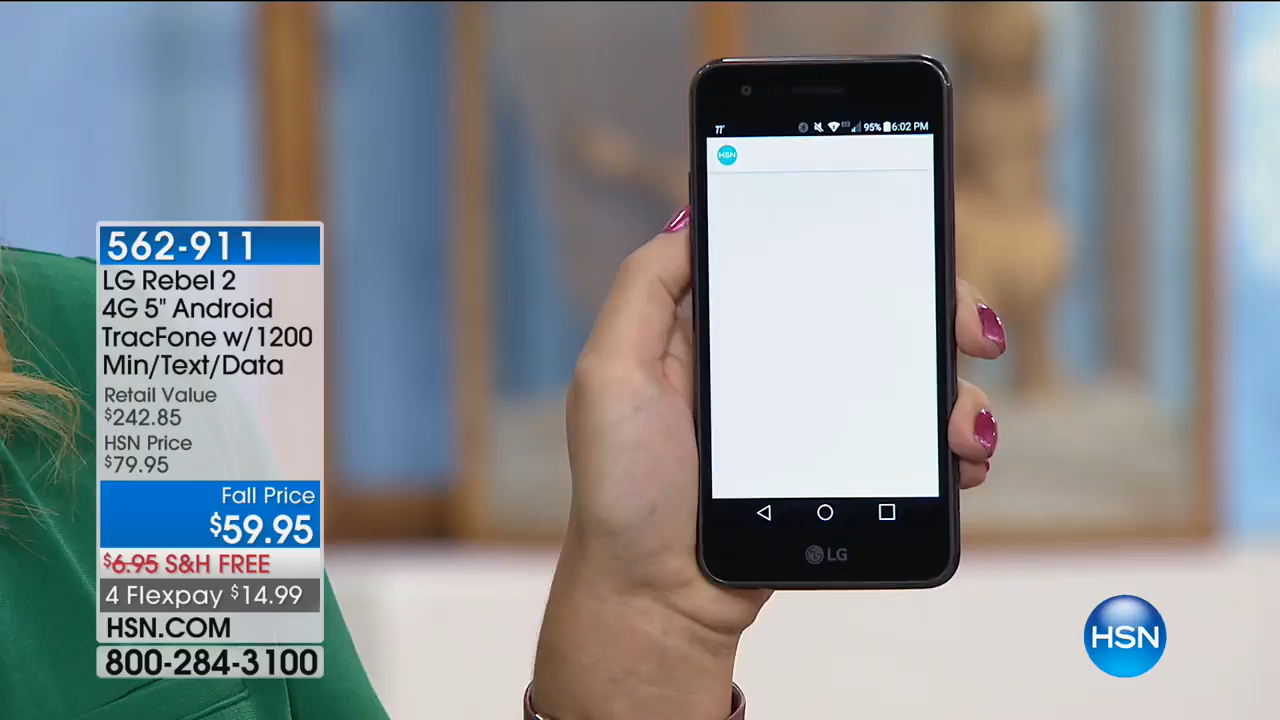 562-911
LG Rebel 2
4G 5" Android
TracFone w/1200
Min/Text/Data
Retail Value
$242.85
HSN Price
$79.95
Fall Price
$59.95
$6.95 S&H FREE
4 Flexpay $14.99
HSN.COM
800-284-3100
95% 6:02 PM
HSN
LG
HSN